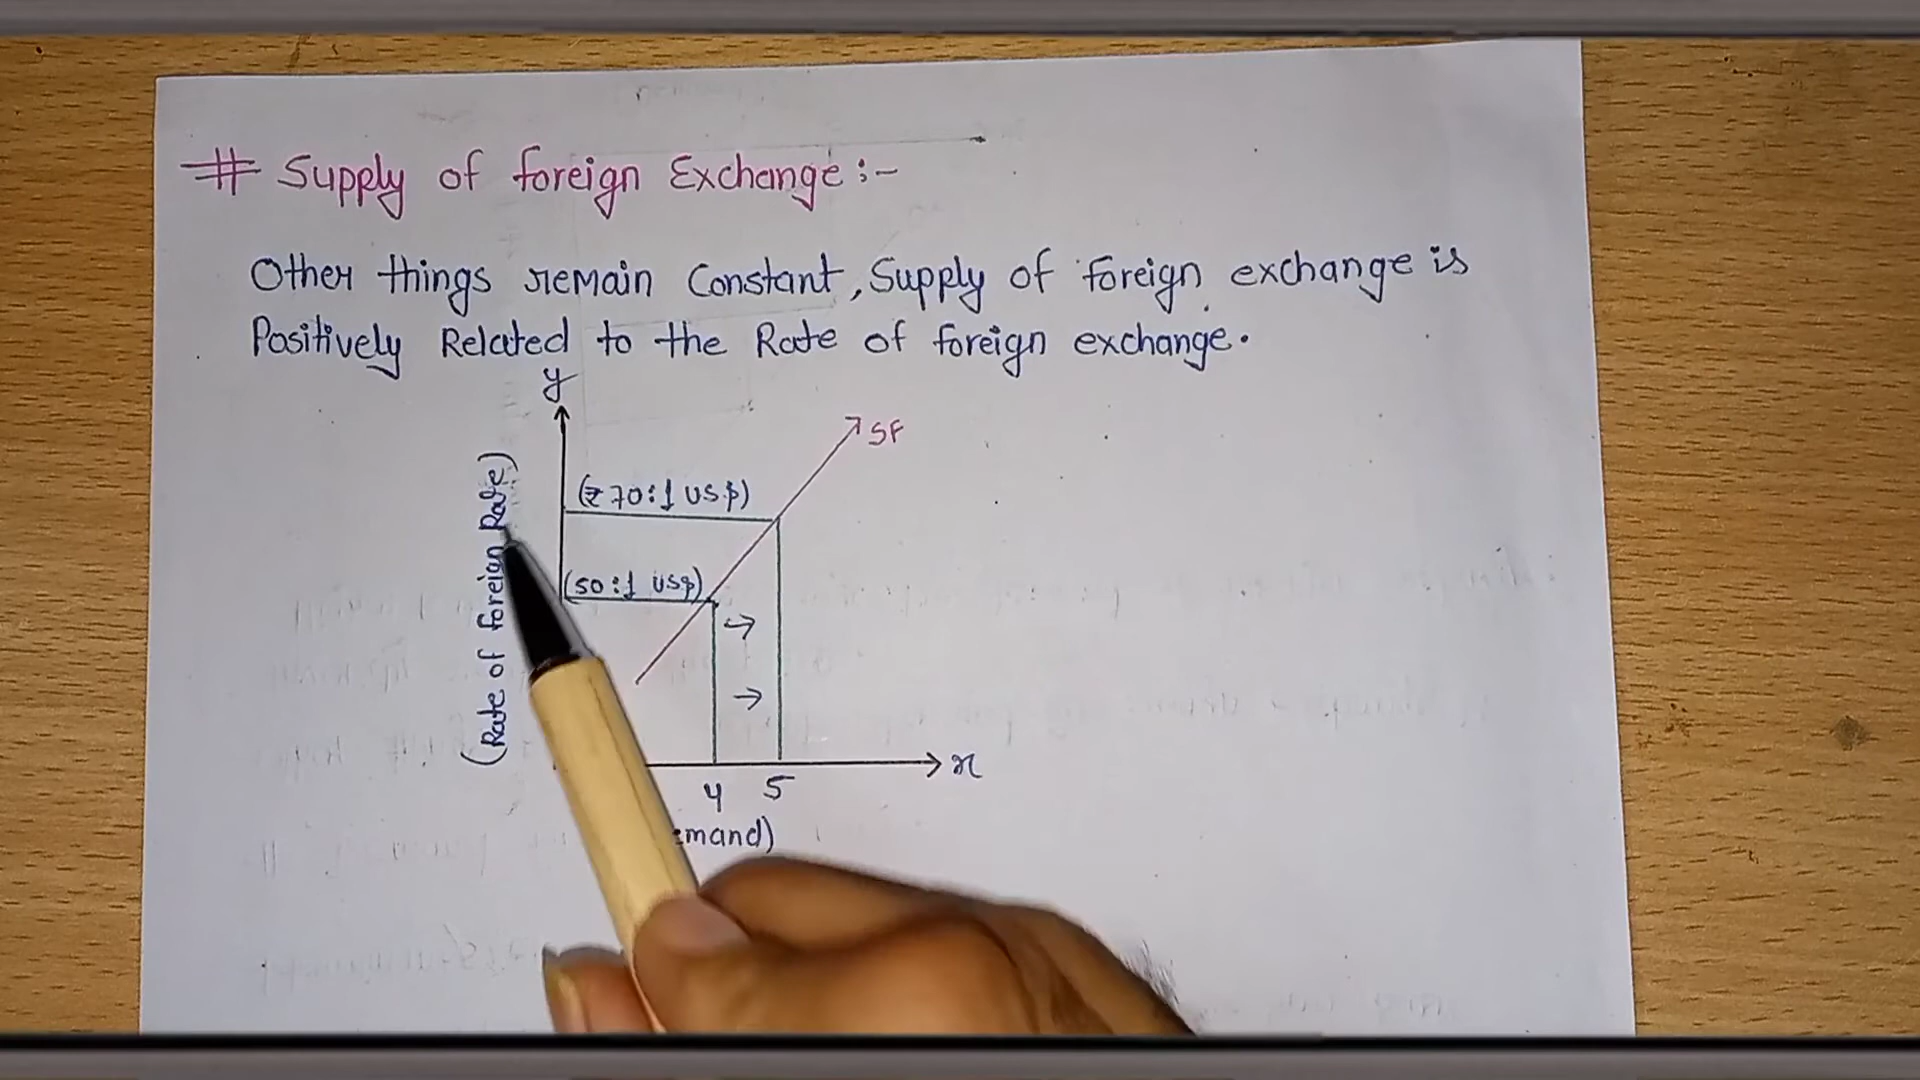 # Supply of foreign Exchange:-
Other things remain Constant, Supply of foreign exchange is
Positively Related to the Rate of foreign exchange.
y
SF
(₹ 70:1 US$)
(50:1 US$)
(Rate of foreign Rate)
x
4 5
emand)